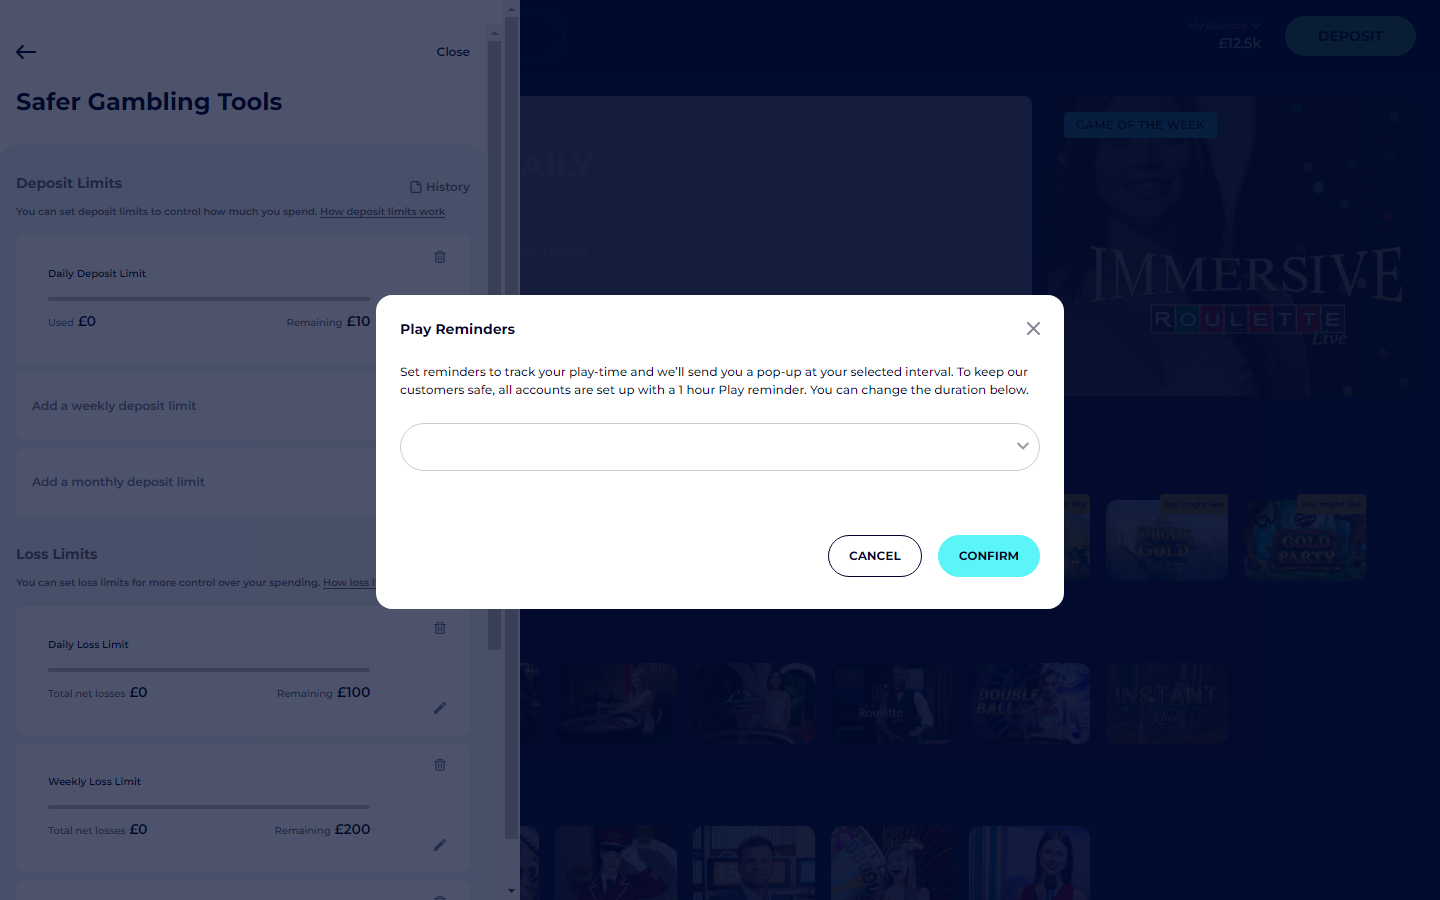 Close
Safer Gambling Tools
Deposit Limits
History
You can set deposit limits to control how much you spend. How deposit limits work
Daily Deposit Limit
Used £0
Remaining £10
Add a weekly deposit limit
Add a monthly deposit limit
Loss Limits
You can set loss limits for more control over your spending. How loss l
Daily Loss Limit
Total net losses £0
Remaining £100
Weekly Loss Limit
Total net losses £0
Remaining £200
My Balance
£12.5k
DEPOSIT
AILY
GAME OF THE WEEK
IMMERSIVE
ROULETTE
Live
Play Reminders
Set reminders to track your play-time and we'll send you a pop-up at your selected interval. To keep our
customers safe, all accounts are set up with a 1 hour Play reminder. You can change the duration below.
CANCEL
CONFIRM
You might like
PIRATE
GOLD
You might like
GOLD
PARTY
Roulette
DOUBLE
BALL
INSTANT